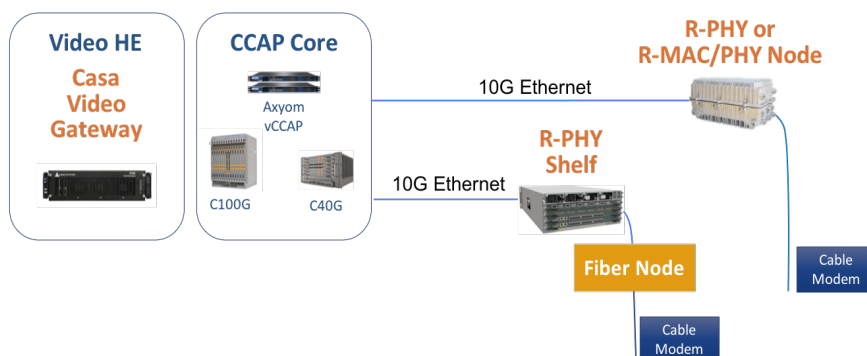 Video HE
Casa
Video
Gateway
CCAP Core
Axyom
vCCAP
C100G
C40G
10G Ethernet
R-PHY or
R-MAC/PHY Node
10G Ethernet
R-PHY
Shelf
Fiber Node
Cable
Modem
Cable
Modem